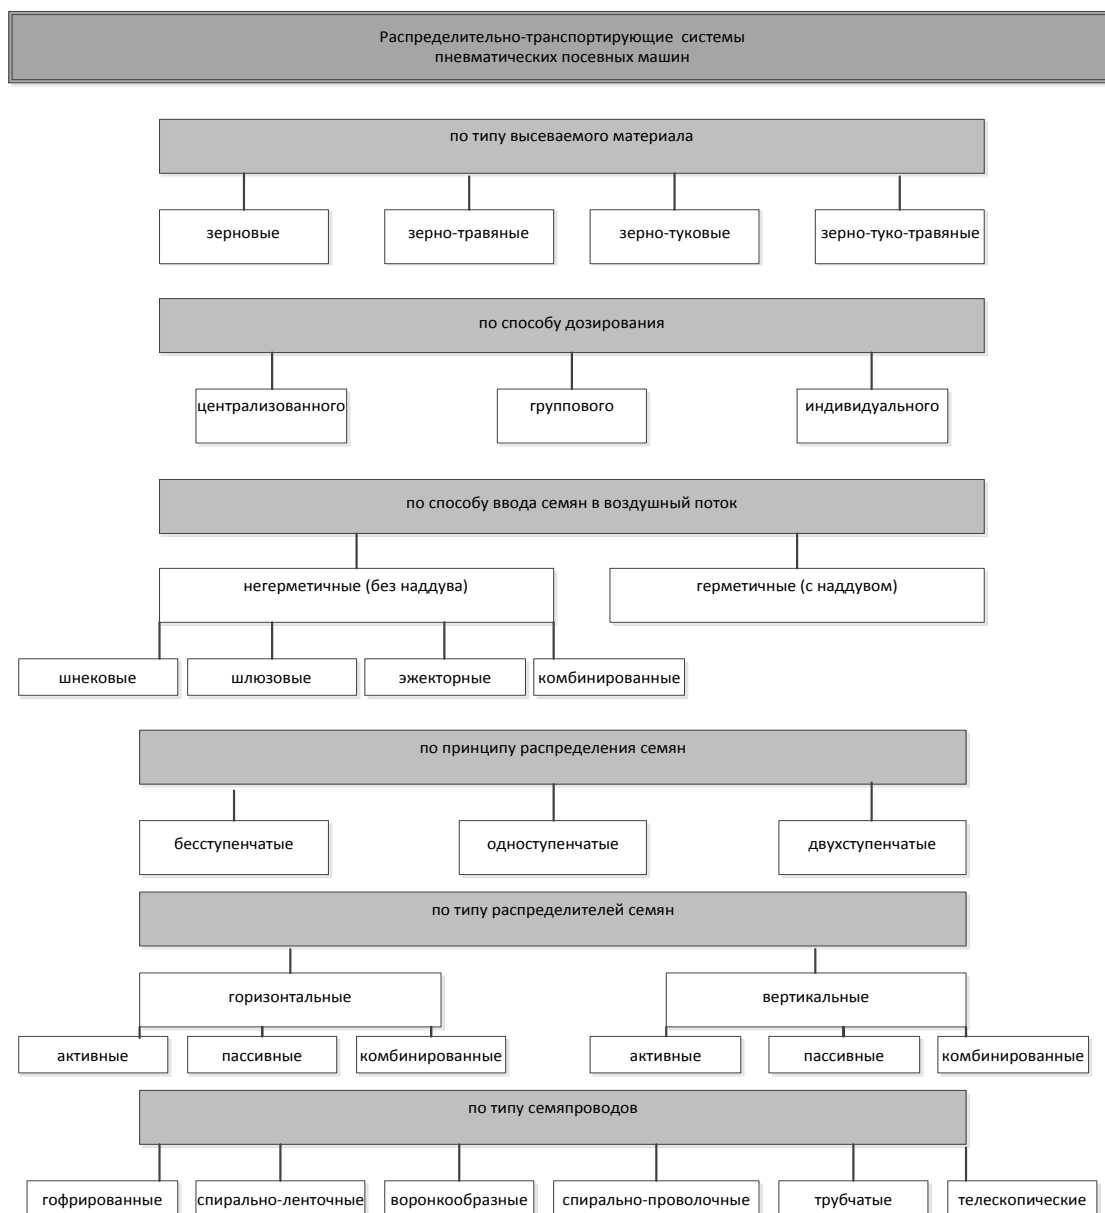 Распределительно-транспортирующие системы
пневматических посевных машин
по типу высеваемого материала
зерновые
зерно-травяные
зерно-туковые
зерно-туко-травяные
по способу дозирования
централизованного
группового
индивидуального
по способу ввода семян в воздушный поток
негерметичные (без наддува)
герметичные (с наддувом)
шнековые
шлюзовые
эжекторные
комбинированные
по принципу распределения семян
бесступенчатые
одноступенчатые
двухступенчатые
по типу распределителей семян
горизонтальные
вертикальные
активные
пассивные
комбинированные
активные
пассивные
комбинированные
по типу семяпроводов
гофрированные
спирально-ленточные
воронкообразные
спирально-проволочные
трубчатые
телескопические